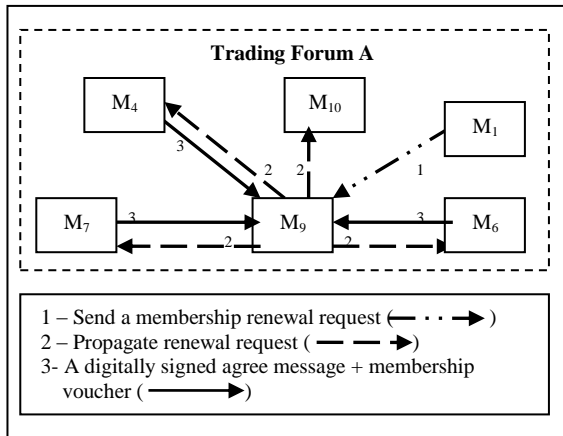 Trading Forum A
M4
M10
M1
3
2
2
1
M7
3
M9
3
M6
2
2
1 – Send a membership renewal request ( )
2 – Propagate renewal request ( )
3- A digitally signed agree message + membership
voucher ( )